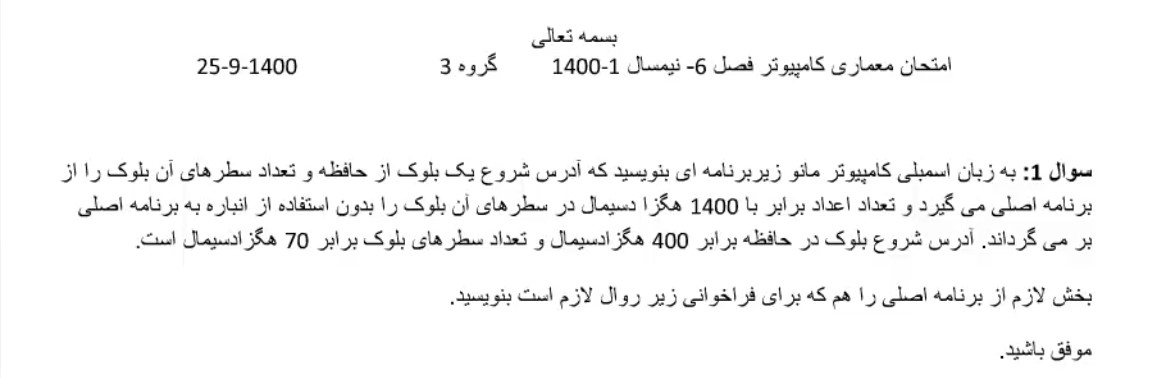 بسمه تعالی
امتحان معماری کامپیوتر فصل 6- نیمسال 1-1400 گروه 3 25-9-1400
سوال 1: به زبان اسمبلی کامپیوتر مانو زیربرنامه ای بنویسید که آدرس شروع یک بلوک از حافظه و تعداد سطرهای آن بلوک را از
برنامه اصلی می گیرد و تعداد اعداد برابر با 1400 هگزا دسیمال در سطرهای آن بلوک را بدون استفاده از انباره به برنامه اصلی
بر می گرداند. آدرس شروع بلوک در حافظه برابر 400 هگزادسیمال و تعداد سطرهای بلوک برابر 70 هگزادسیمال است.
بخش لازم از برنامه اصلی را هم که برای فراخوانی زیر روال لازم است بنویسید.
موفق باشید.